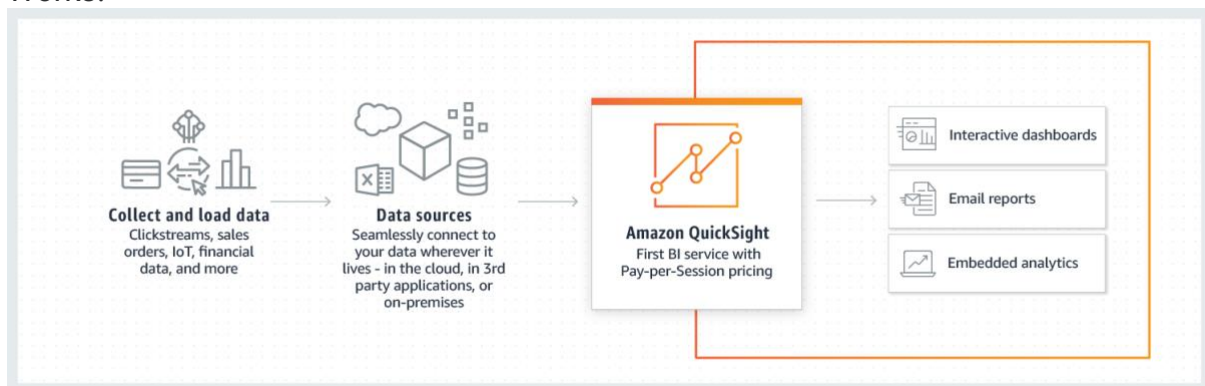 Collect and load data
Clickstreams, sales
orders, IoT, financial
data, and more
Data sources
Seamlessly connect to
your data wherever it
lives - in the cloud, in 3rd
party applications, or
on-premises
Amazon QuickSight
First BI service with
Pay-per-Session pricing
Interactive dashboards
Email reports
Embedded analytics